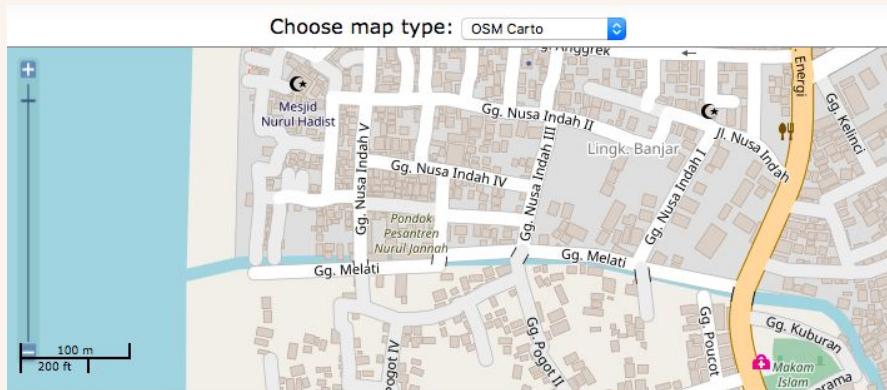 Choose map type: OSM Carto
Anggrek
Energi
Gg. Kelinci
Mesjid
Nurul Hadist
Gg. Nusa Indah II
Gg. Nusa Indah V
Gg. Nusa Indah III
Lingk. Banjar
Jl. Nusa Indah
Gg. Nusa Indah IV
Gg. Nusa Indah I
Pondok
Pesantren
Nurul Jannah
Gg. Melati
Gg. Melati
100 m
200 ft
Pogot IV
Gg. Pogot II
Gg. Poucot
Gg. Kuburan
Makam
Islam